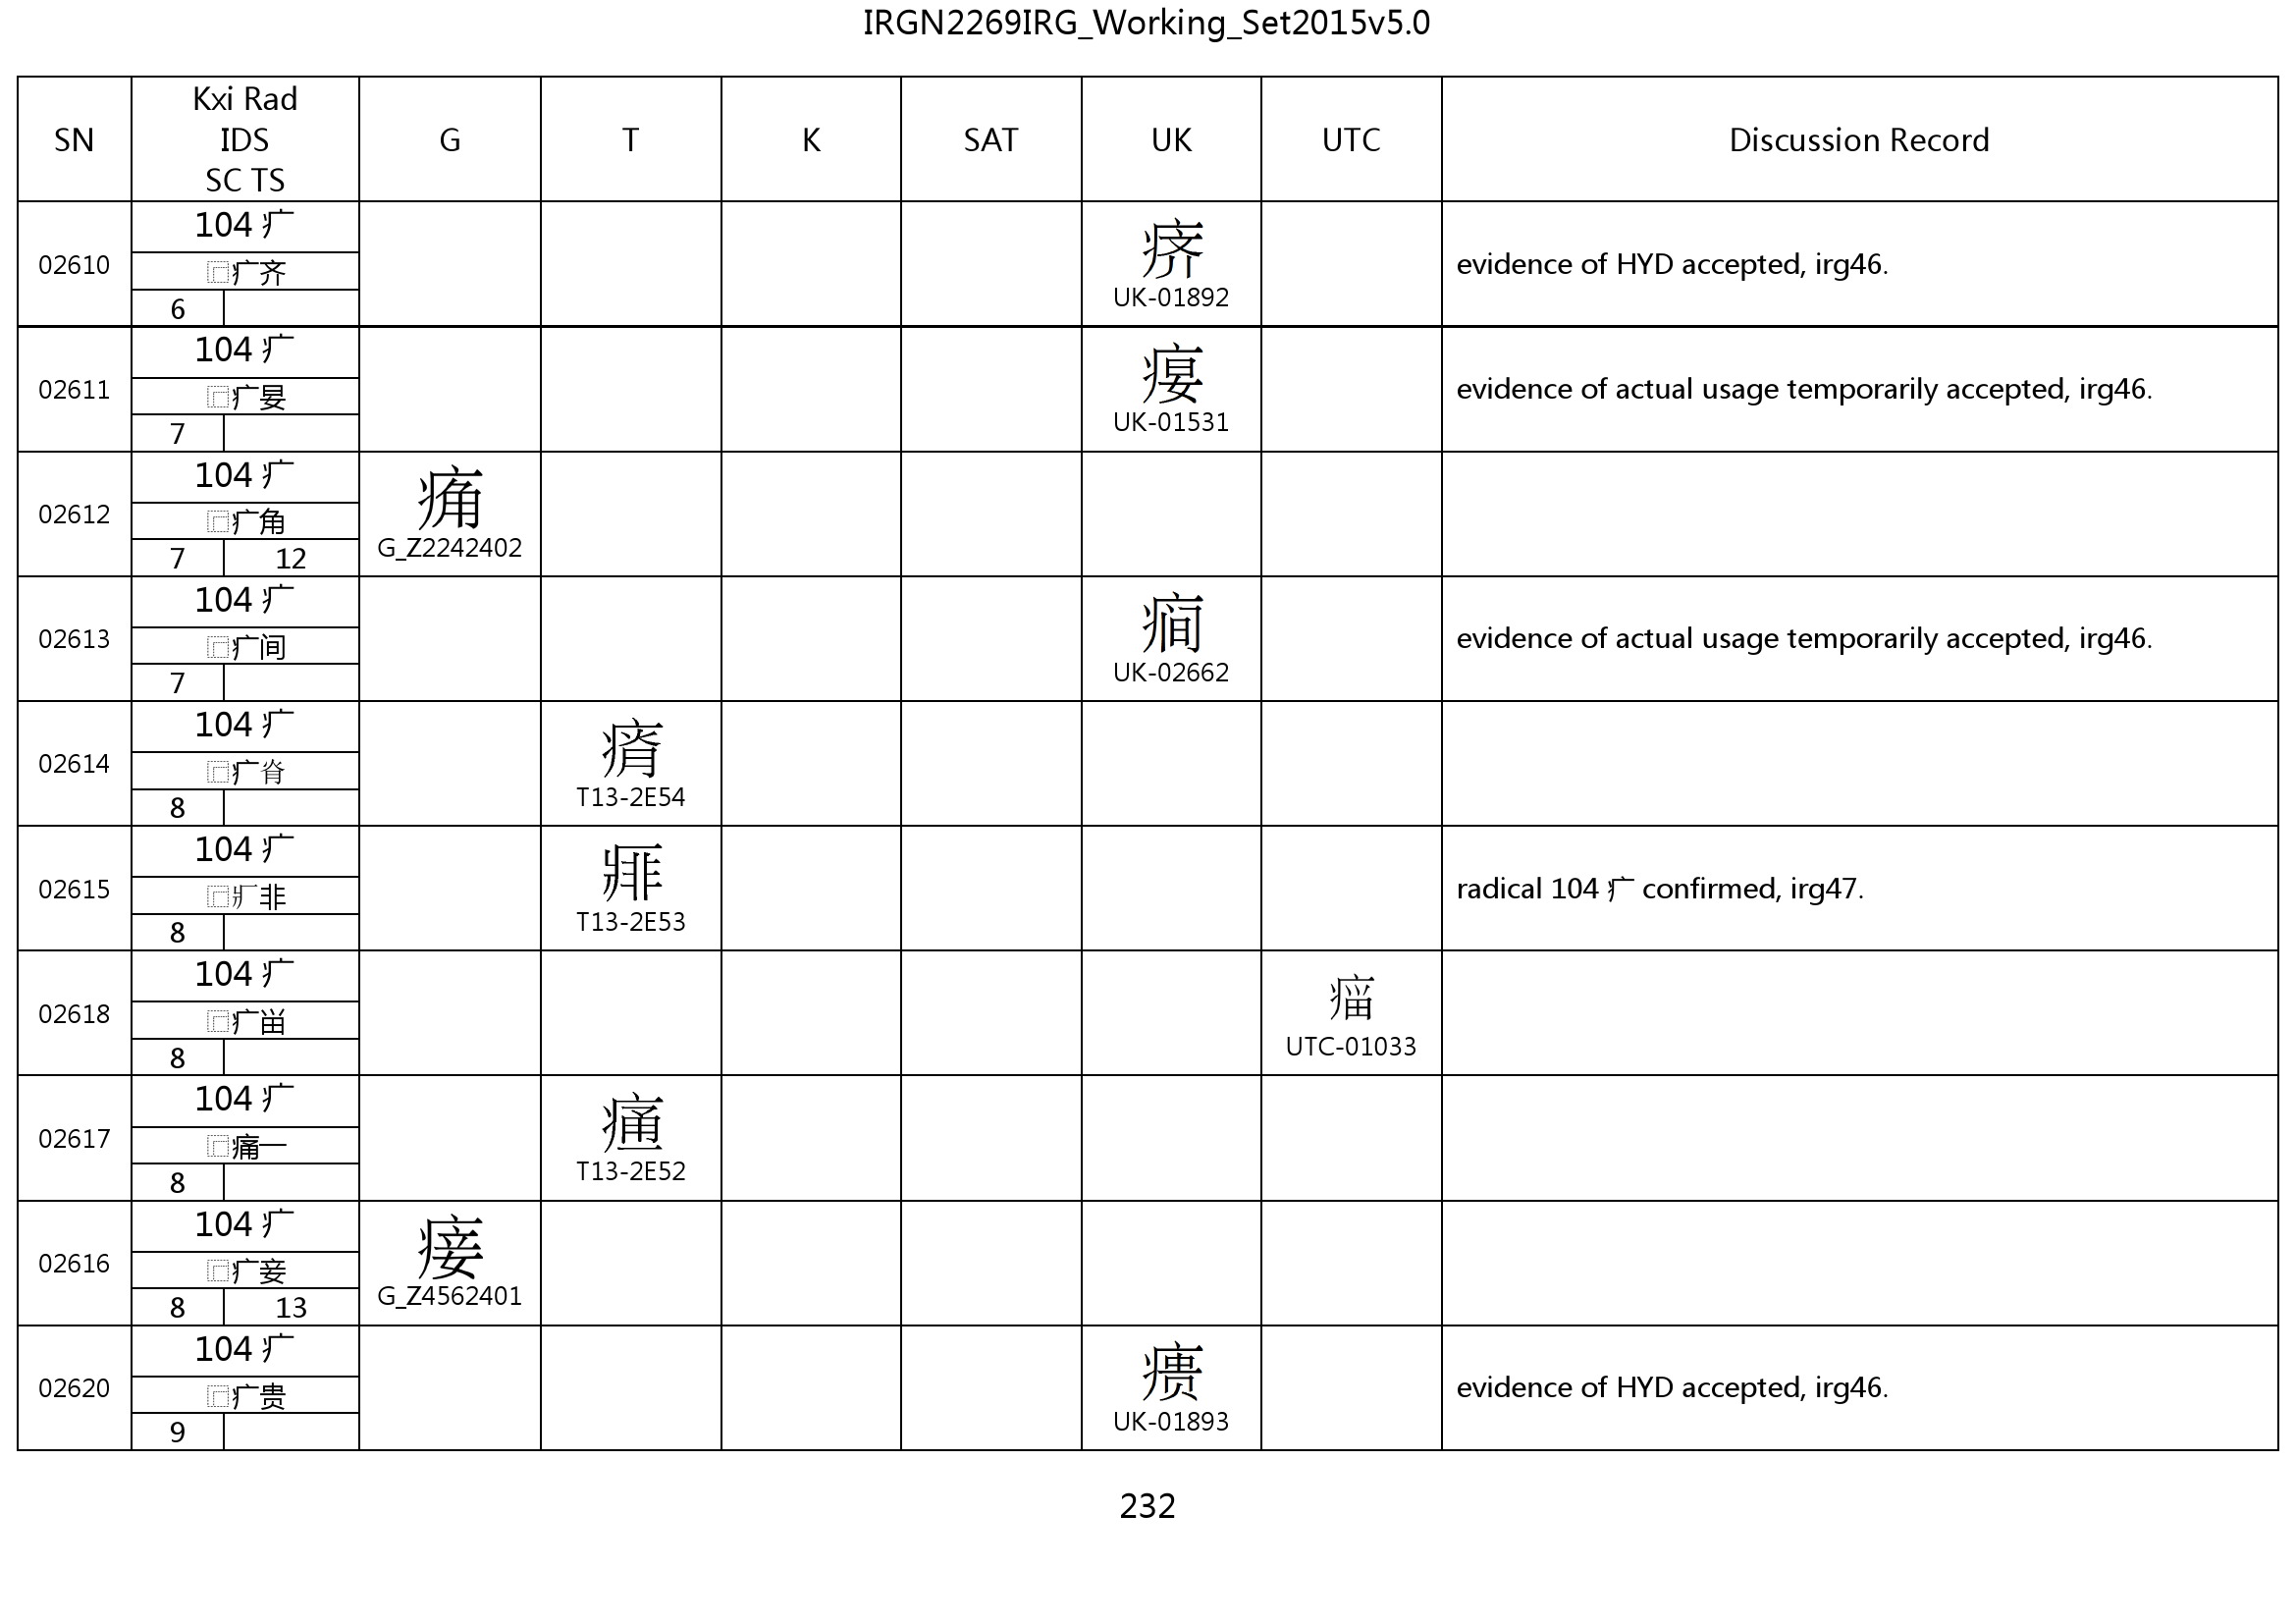 IRGN2269IRG_Working_Set2015v5.0
SN
Kxi Rad
IDS
SC TS
G
T
K
SAT
UK
UTC
Discussion Record
02610
104 疒
⿸疒齐
6
UK-01892
evidence of HYD accepted, irg46.
02611
104 疒
⿸疒晏
7
UK-01531
evidence of actual usage temporarily accepted, irg46.
02612
104 疒
⿸疒角
7 12
G_Z2242402
02613
104 疒
⿸疒间
7
UK-02662
evidence of actual usage temporarily accepted, irg46.
02614
104 疒
⿸疒脊
8
T13-2E54
02615
104 疒
⿸⽧非
8
T13-2E53
radical 104 疒 confirmed, irg47.
02618
104 疒
⿸疒甾
8
UTC-01033
02617
104 疒
⿸痛一
8
T13-2E52
02616
104 疒
⿸疒妾
8 13
G_Z4562401
02620
104 疒
⿸疒贵
9
UK-01893
evidence of HYD accepted, irg46.
232